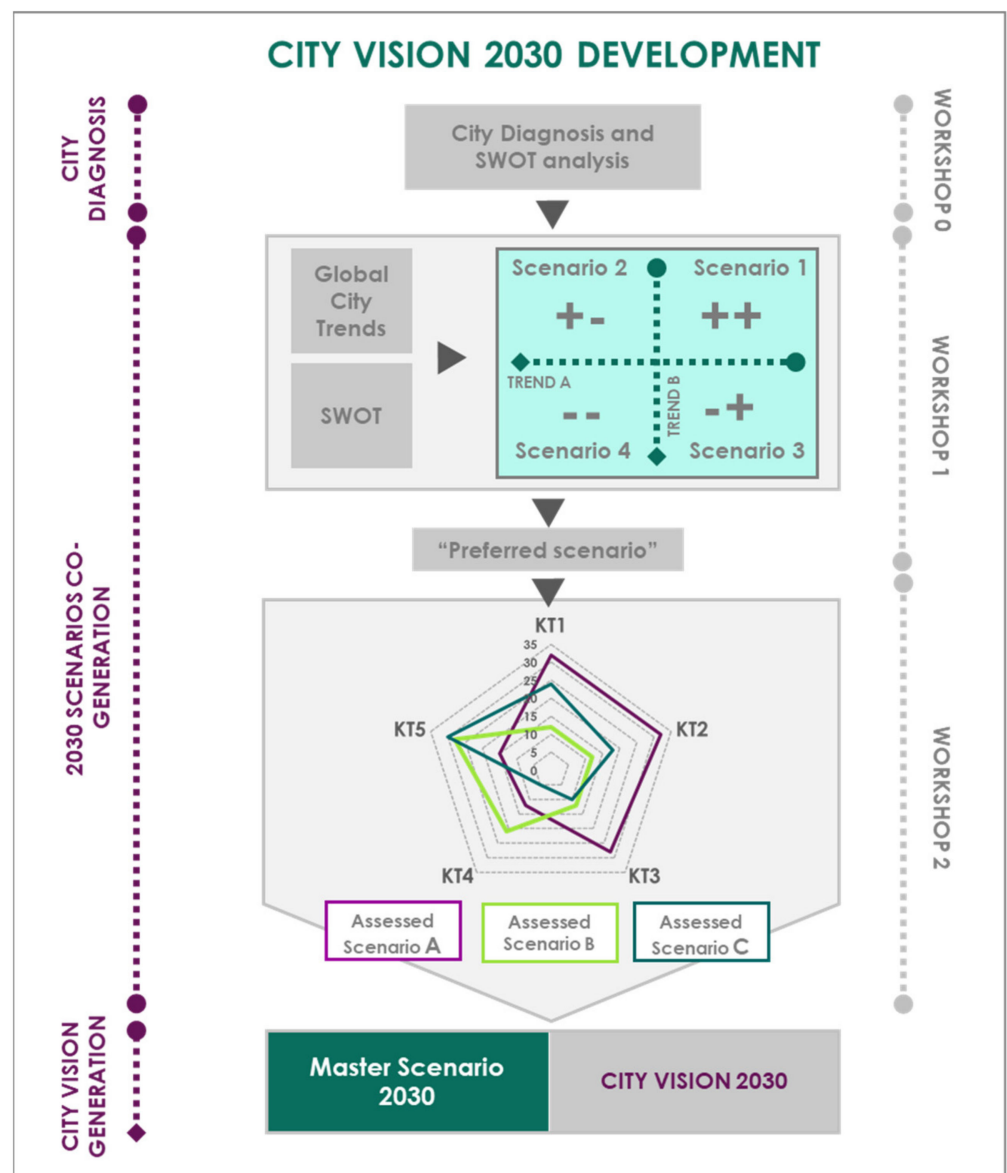 CITY VISION 2030 DEVELOPMENT
CITY
DIAGNOSIS
WORKSHOP 0
City Diagnosis and
SWOT analysis
2030 SCENARIOS CO-
GENERATION
WORKSHOP 1
Global
City
Trends
SWOT
Scenario 2
Scenario 1
+-
++
TREND A
TREND B
--
-+
Scenario 4
Scenario 3
“Preferred scenario”
WORKSHOP 2
KT1
35
30
25
20
15
10
5
0
KT5
KT2
KT4
KT3
Assessed
Scenario A
Assessed
Scenario B
Assessed
Scenario C
CITY VISION
GENERATION
Master Scenario
2030
CITY VISION 2030